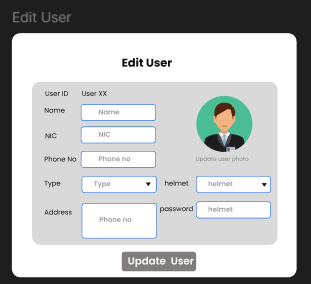 Edit User
Edit User
User ID User XX
Name Name
NIC NIC
Phone No Phone no
Update user photo
Type Type helmet helmet
Address Phone no password helmet
Update User